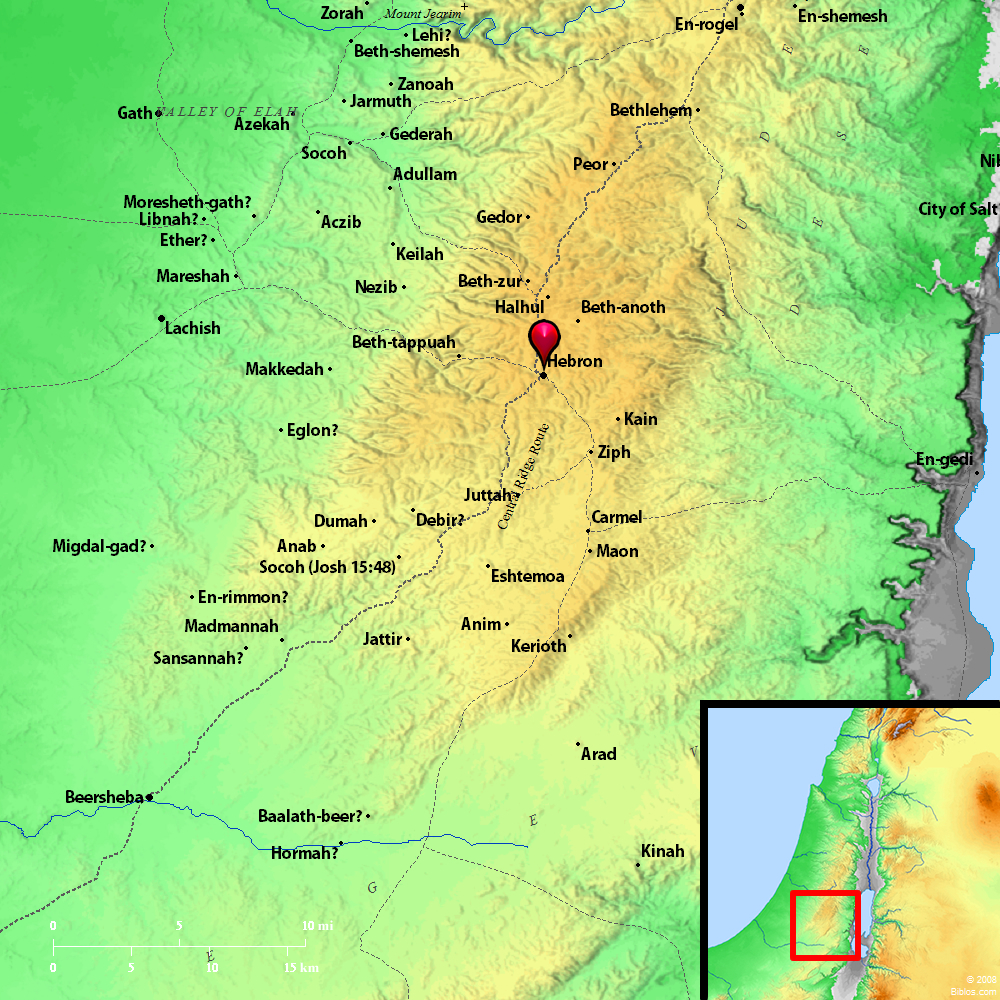 Zorah
Mount Jearim
En-rogel
En-shemesh
Lehi?
Beth-shemesh
Zanoah
Jarmuth
Gath
VALLEY OF ELAH
Azekah
Bethlehem
Gederah
Socoh
Peor
Adullam
Nib
Moresheth-gath?
Libnah?
Aczib
Gedor
City of Salt
Ether?
Keilah
Mareshah
Nezib
Beth-zur
Halhul
Beth-anoth
Lachish
Beth-tappuah
Hebron
Makkedah
Kain
Eglon?
Ziph
En-gedi
Central Ridge Route
Juttah
Dumah
Debir?
Carmel
Migdal-gad?
Anab
Maon
Socoh (Josh 15:48)
Eshtemoa
En-rimmon?
Madmannah
Anim
Jattir
Kerioth
Sansannah?
Arad
Beersheba
Baalath-beer?
Hormah?
Kinah
J U D E
J U D E S
N E G E V
0 5 10 mi
0 5 10 15 km
© 2006
Biblos.com